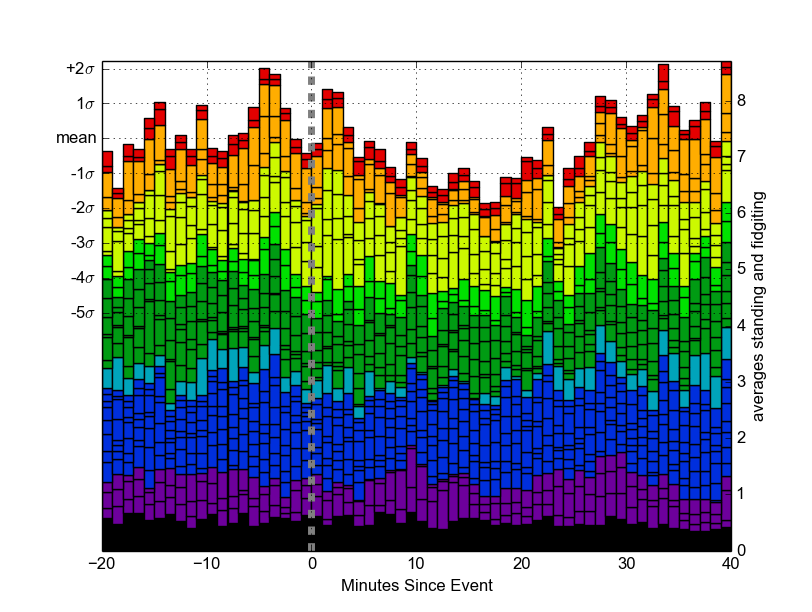 +2σ
1σ
mean
-1σ
-2σ
-3σ
-4σ
-5σ
8
7
6
5
4
3
2
1
0
averages standing and fidgiting
−20 −10 0 10 20 30 40
Minutes Since Event